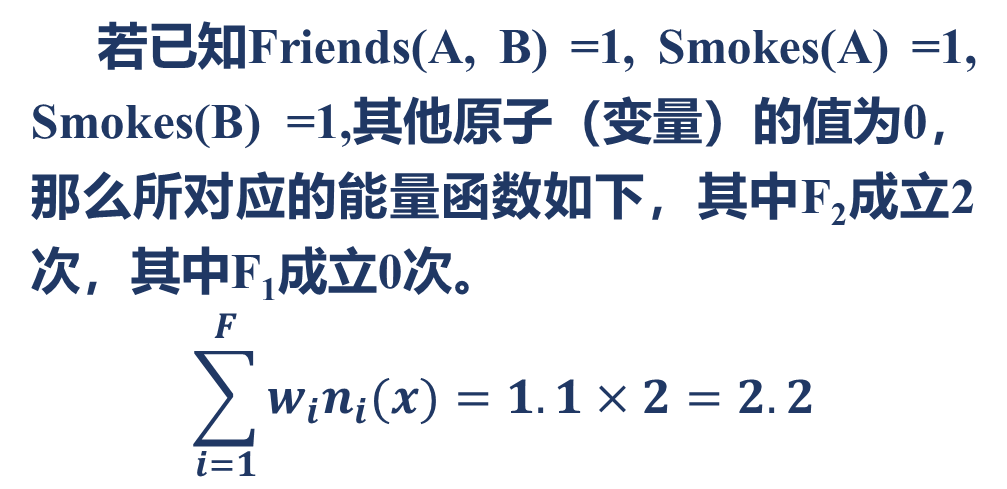 若已知Friends(A, B) =1, Smokes(A) =1,
Smokes(B) =1,其他原子（变量）的值为0，
那么所对应的能量函数如下，其中F₂成立2
次，其中F₁成立0次。
∑_{i=1}^{F} w_i n_i(x) = 1.1 × 2 = 2.2